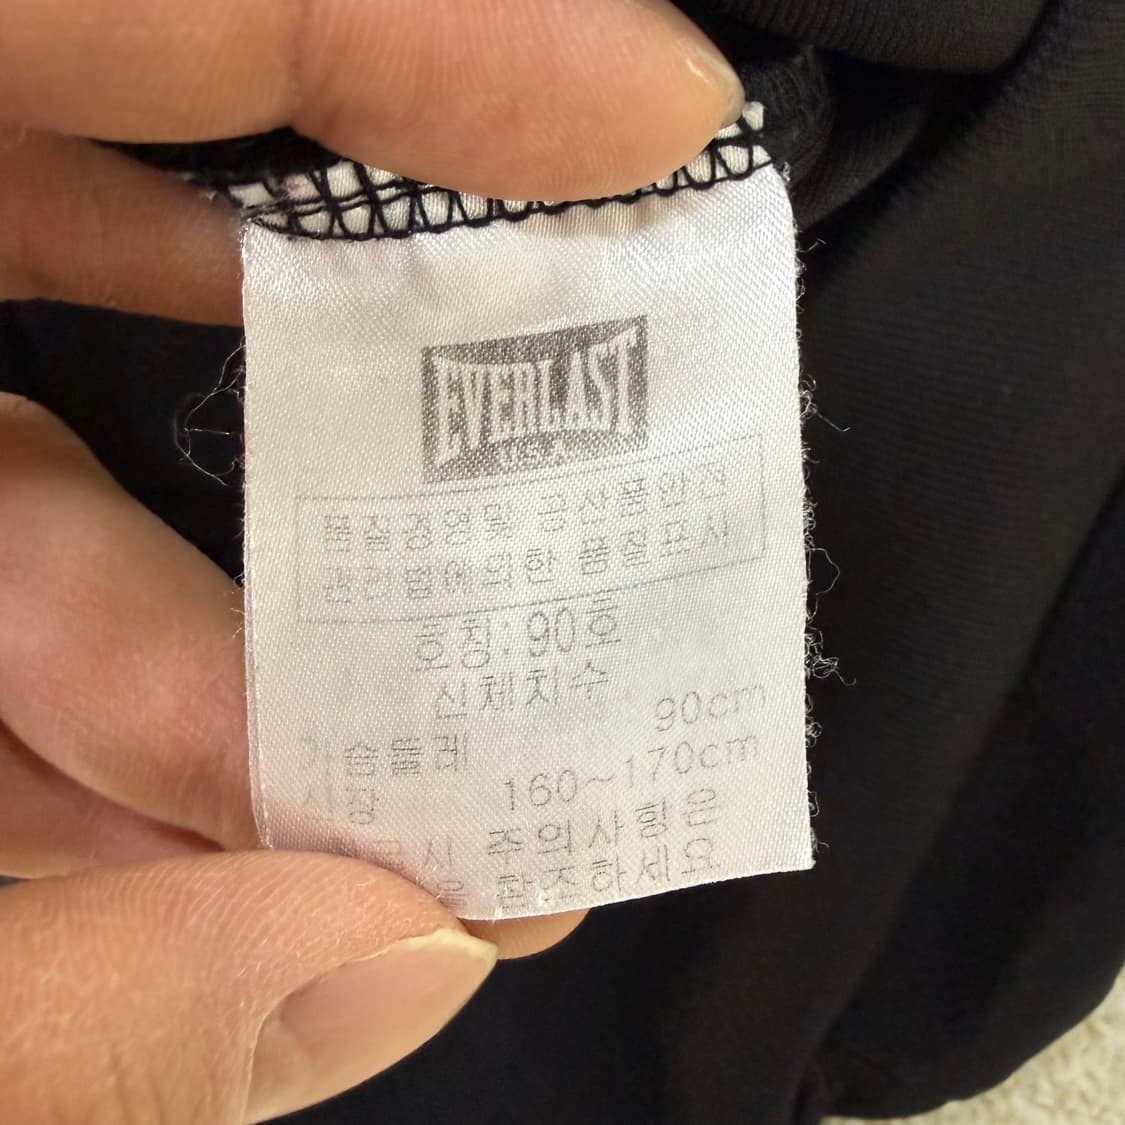 EVERLAST
U.S.A.
품질경영및 공산품안전
관리법에의한 품질표시
호칭: 90호
신체치수
가슴둘레 90cm
신장 160~170cm
주의사항은
참조하세요